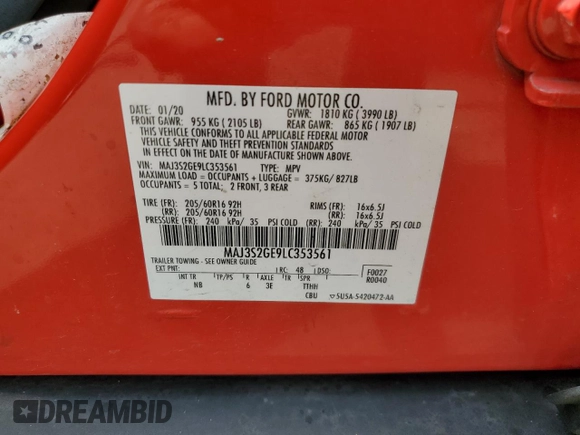 MFD. BY FORD MOTOR CO.
DATE: 01/20 GVWR: 1810 KG ( 3990 LB)
FRONT GAWR: 955 KG ( 2105 LB) REAR GAWR: 865 KG ( 1907 LB)
THIS VEHICLE CONFORMS TO ALL APPLICABLE FEDERAL MOTOR
VEHICLE SAFETY AND THEFT PREVENTION STANDARDS
IN EFFECT ON THE DATE OF MANUFACTURE SHOWN ABOVE.
VIN: MAJ3S2GE9LC353561 TYPE: MPV
MAXIMUM LOAD = OCCUPANTS + LUGGAGE = 375KG/ 827LB
OCCUPANTS = 5 TOTAL: 2 FRONT, 3 REAR
TIRE (FR): 205/60R16 92H RIMS (FR): 16x6.5J
(RR): 205/60R16 92H (RR): 16x6.5J
PRESSURE (FR): 240 kPa/ 35 PSI COLD (RR): 240 kPa/ 35 PSI COLD
MAJ3S2GE9LC353561
TRAILER TOWING - SEE OWNER GUIDE
EXT PNT: RC: 48 DSO: F0027
R0040
INT TR TP/PS R AXLE TR SPR
NB 6 3E TTHH
CBU 5U5A-5420472-AA
DREAMBID